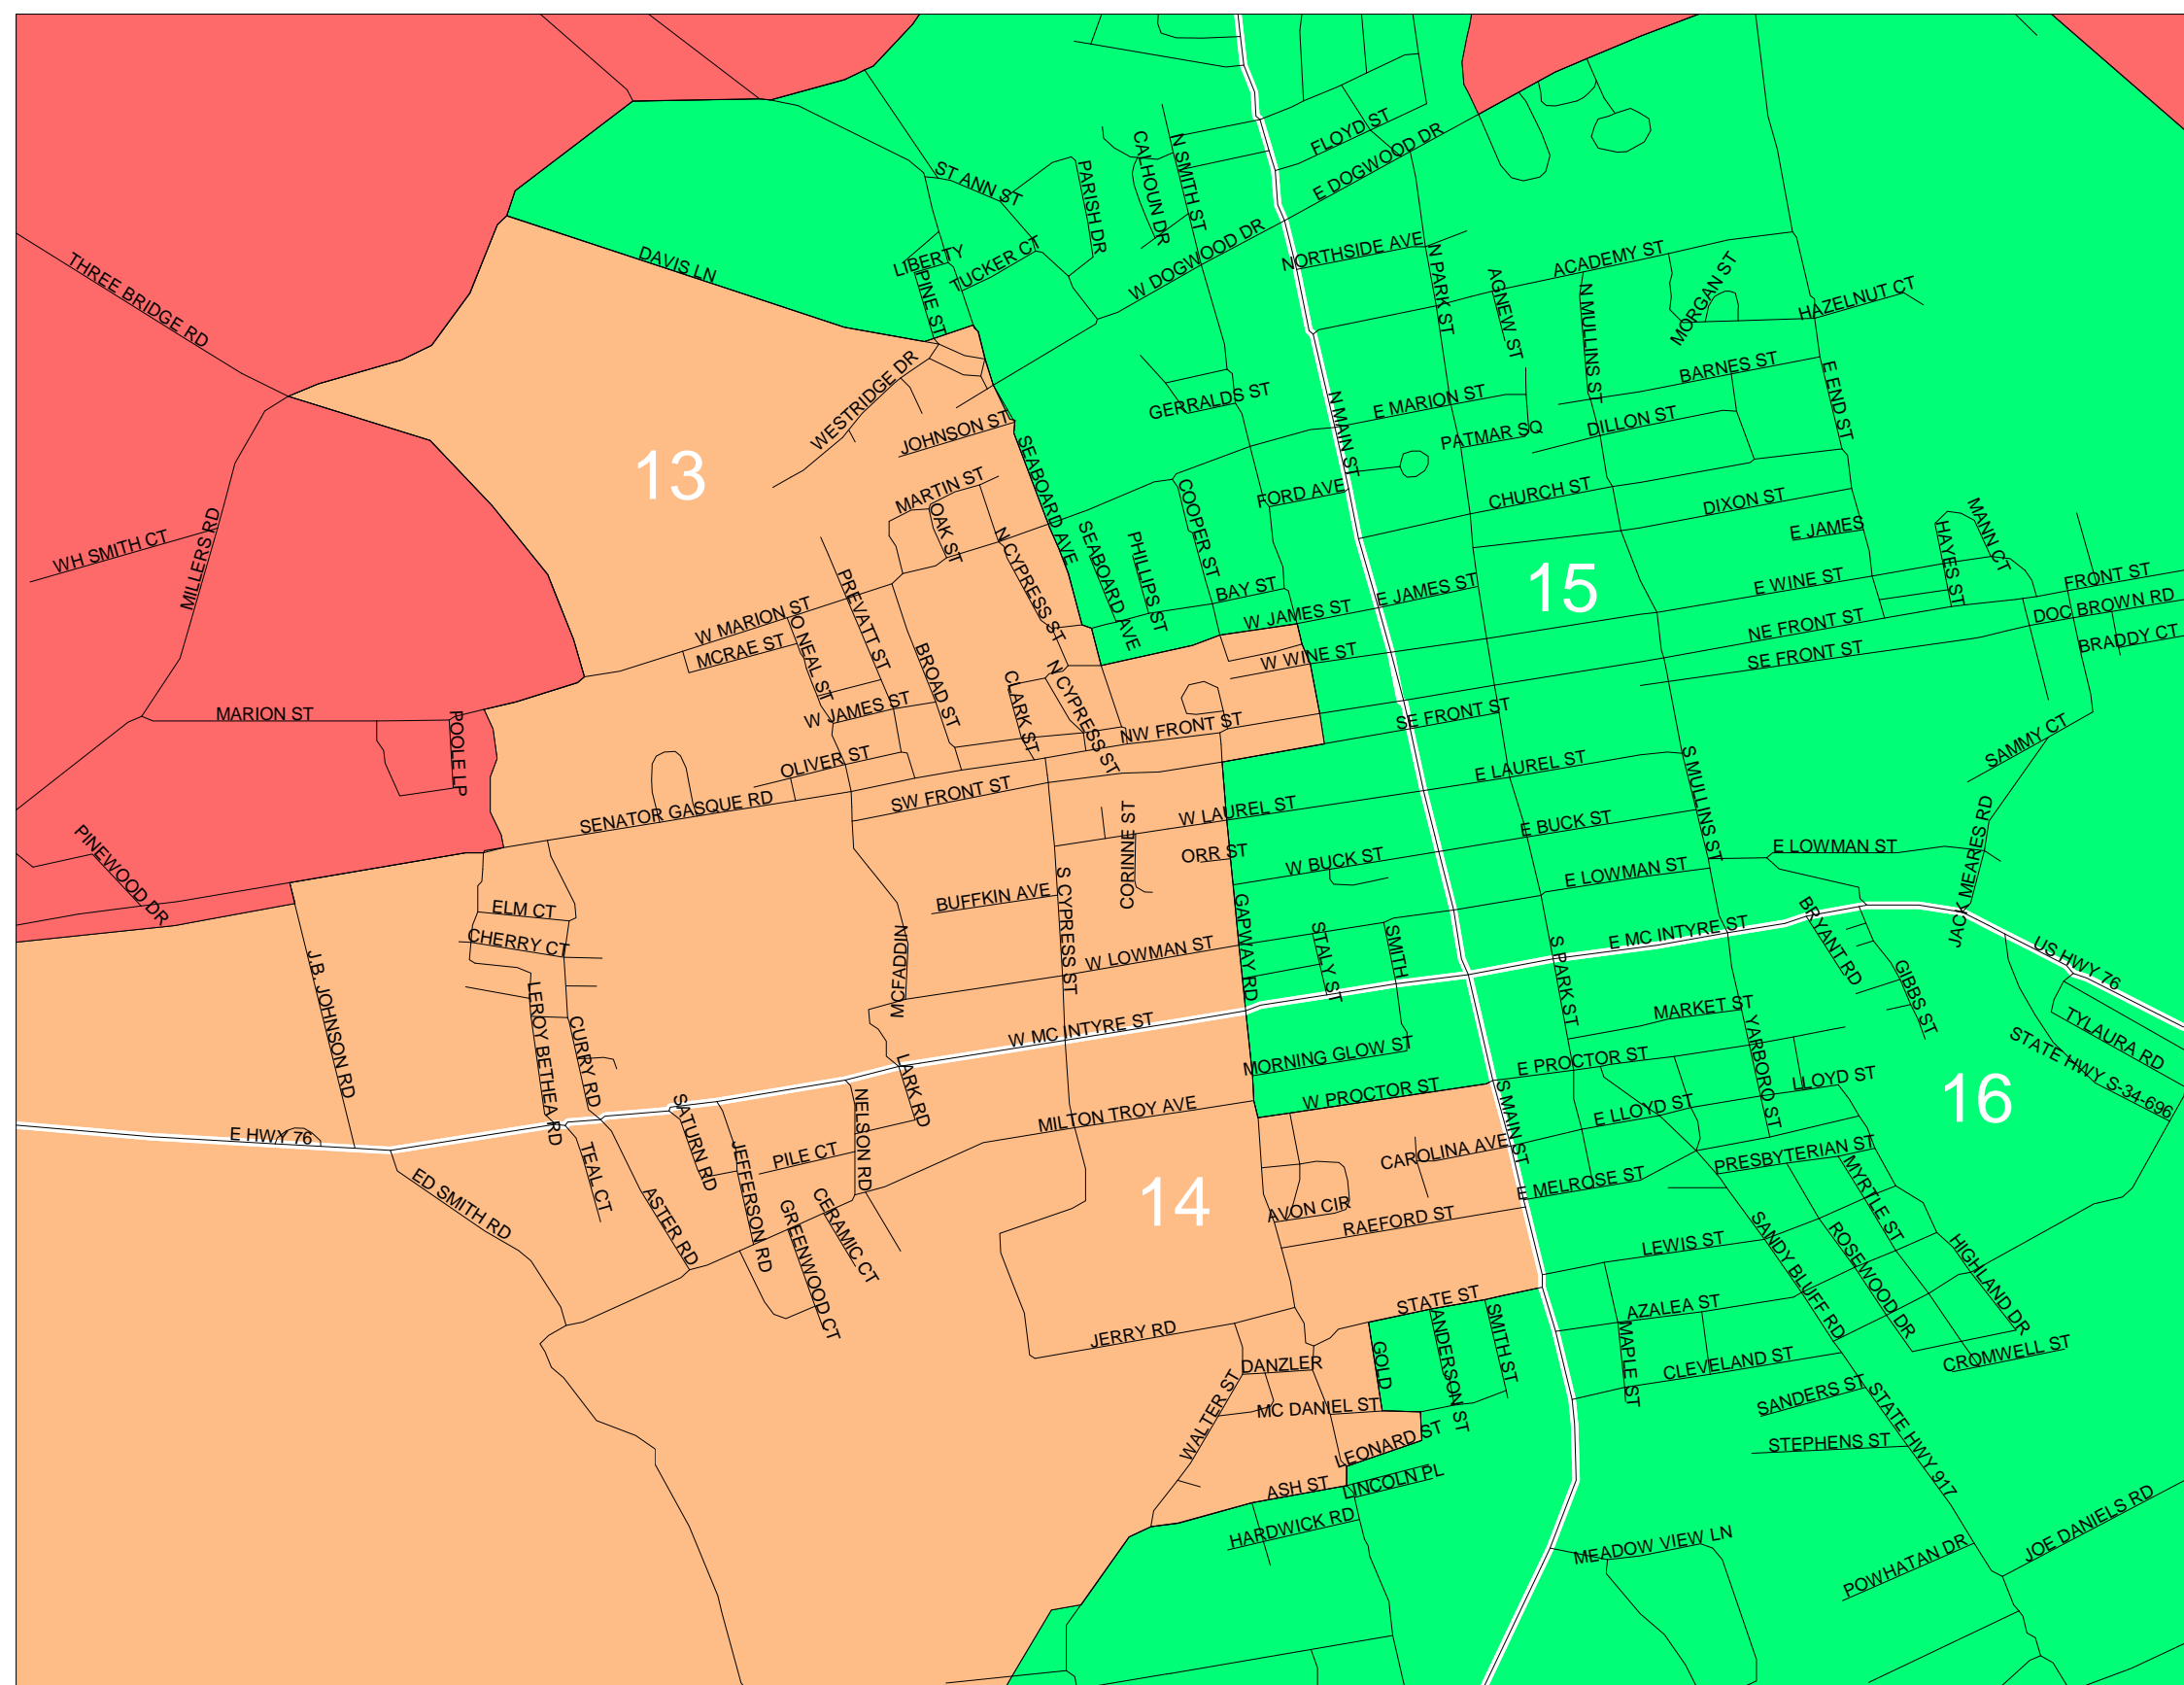 FLOYD ST
E DOGWOOD DR
N SMITH ST
CALHOUN DR
PARISH DR
ST ANN ST
LIBERTY
TUCKER CT
PINE ST
DAVIS LN
W DOGWOOD DR
NORTHSIDE AVE
N PARK ST
ACADEMY ST
AGNEW ST
N MULLINS ST
MORGAN ST
HAZELNUT CT
THREE BRIDGE RD
WESTRIDGE DR
JOHNSON ST
GERRALDS ST
N MAIN ST
E MARION ST
BARNES ST
E END ST
PATMAR SQ
DILLON ST
13
SEABOARD AVE
MARTIN ST
OAK ST
N CYPRESS ST
COOPER ST
FORD AVE
CHURCH ST
DIXON ST
E JAMES
HAYES ST
MANN CT
WH SMITH CT
MILLERS RD
PREVATT ST
SEABOARD AVE
PHILLIPS ST
BAY ST
W JAMES ST
E JAMES ST
15
E WINE ST
FRONT ST
DOC BROWN RD
BRADDY CT
W MARION ST
MCRAE ST
O NEAL ST
BROAD ST
W WINE ST
NE FRONT ST
SE FRONT ST
MARION ST
POOLE LP
W JAMES ST
CLARK ST
N CYPRESS ST
NW FRONT ST
SE FRONT ST
OLIVER ST
SENATOR GASQUE RD
SW FRONT ST
E LAUREL ST
S MULLINS ST
SAMMY CT
W LAUREL ST
CORINNE ST
ORR ST
W BUCK ST
E BUCK ST
E LOWMAN ST
E LOWMAN ST
JACK MEARES RD
PINEWOOD DR
ELM CT
CHERRY CT
BUFFKIN AVE
S CYPRESS ST
GAPWAY RD
STALY ST
SMITH
S PARK ST
E MC INTYRE ST
BRYANT RD
GIBBS ST
US HWY 76
J.B. JOHNSON RD
LEROY BETHEA RD
CURRY RD
MCFADDIN
W LOWMAN ST
W MC INTYRE ST
MORNING GLOW ST
MARKET ST
YARBORO ST
TYLAURA RD
STATE HWY S-34-696
E PROCTOR ST
W PROCTOR ST
LLOYD ST
E LLOYD ST
16
E HWY 76
SATURN RD
LARK RD
NELSON RD
MILTON TROY AVE
S MAIN ST
CAROLINA AVE
PRESBYTERIAN ST
ED SMITH RD
TEAL CT
ASTER RD
JEFFERSON RD
PILE CT
GREENWOOD CT
CERAMIC CT
14
AVON CIR
RAEFORD ST
E MELROSE ST
MYRTLE ST
LEWIS ST
SANDY BLUFF RD
ROSEWOOD DR
HIGHLAND DR
STATE ST
AZALEA ST
JERRY RD
DANZLER
GOLD
ANDERSON ST
SMITH ST
MAPLE ST
CLEVELAND ST
CROMWELL ST
SANDERS ST
STATE HWY 917
WALTER ST
MC DANIEL ST
LEONARD ST
STEPHENS ST
ASH ST
LINCOLN PL
HARDWICK RD
MEADOW VIEW LN
POWHATAN DR
JOE DANIELS RD